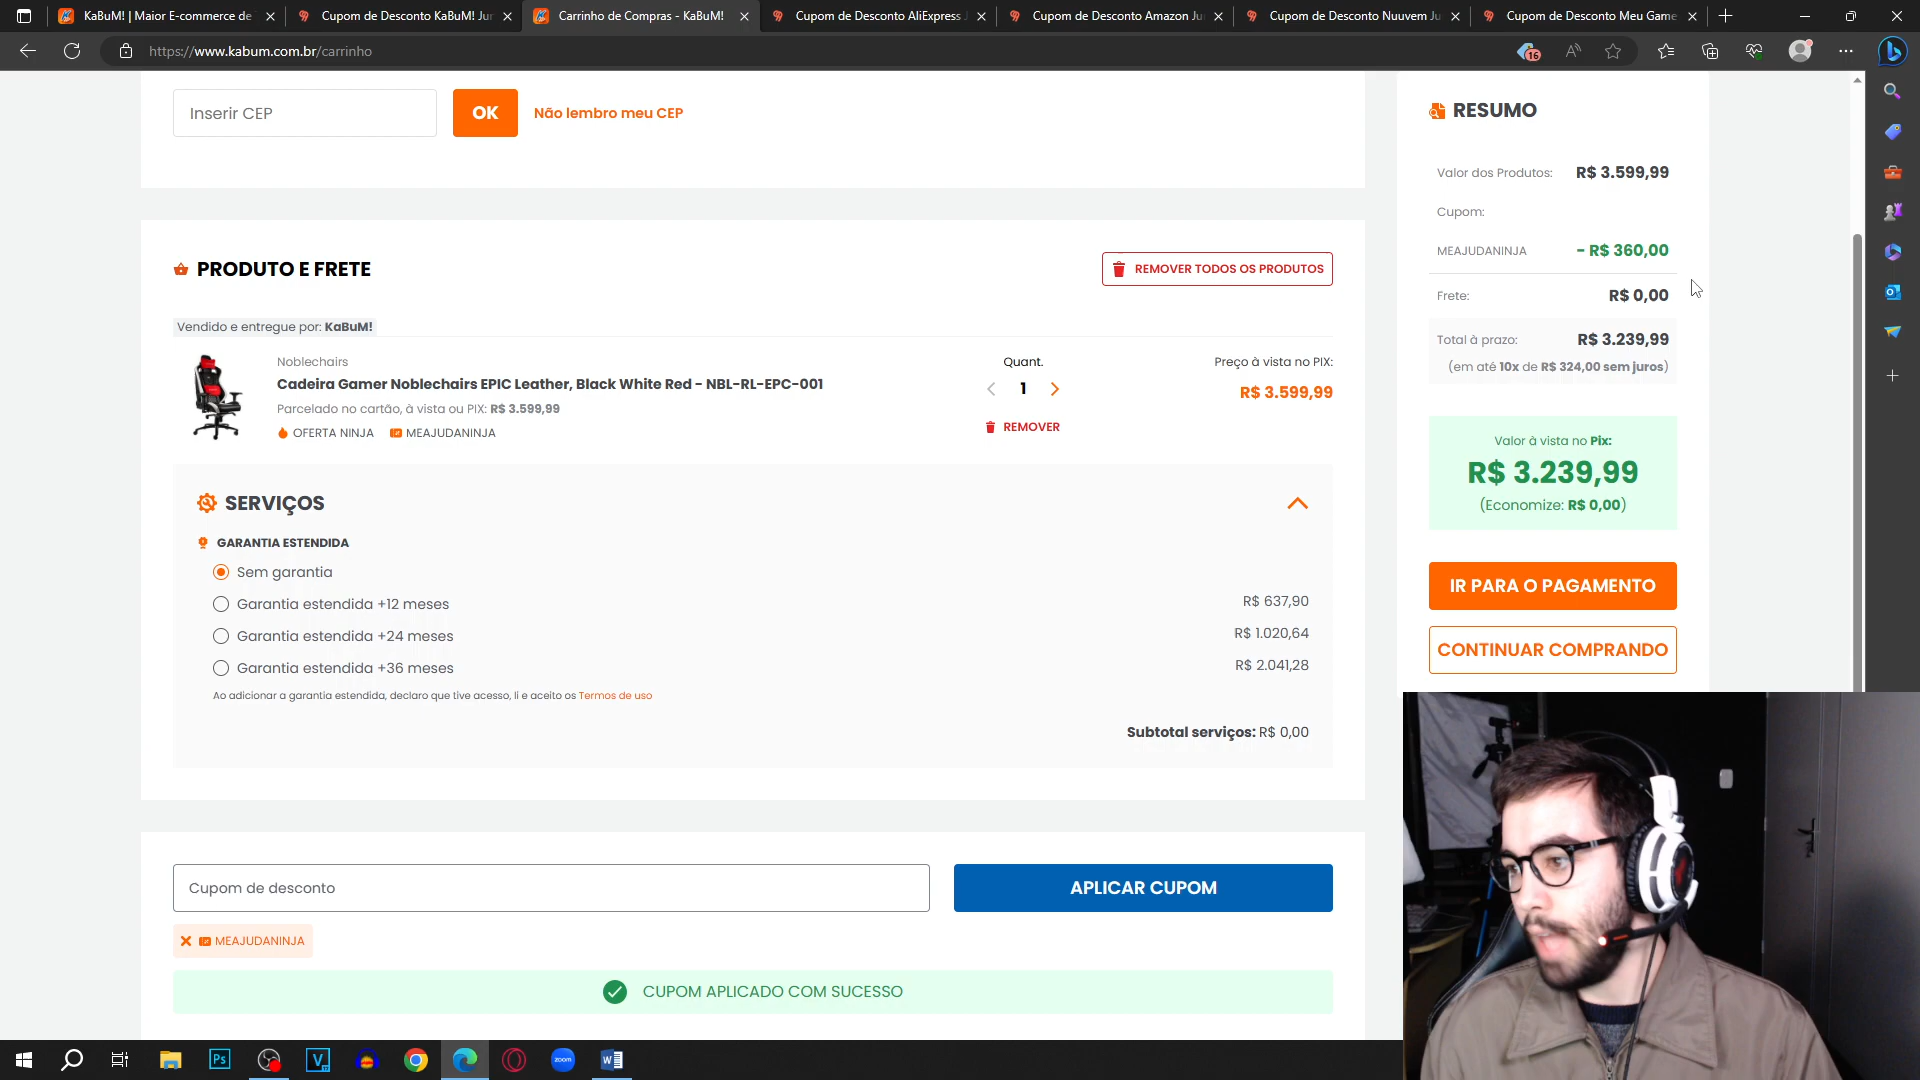 KaBuM! | Maior E-commerce de
Cupom de Desconto KaBuM! Jun
Carrinho de Compras - KaBuM!
Cupom de Desconto AliExpress J
Cupom de Desconto Amazon Ju
Cupom de Desconto Nuuvem Ju
Cupom de Desconto Meu Game
https://www.kabum.com.br/carrinho
16
Inserir CEP
OK
Não lembro meu CEP
PRODUTO E FRETE
REMOVER TODOS OS PRODUTOS
Vendido e entregue por: KaBuM!
Noblechairs
Cadeira Gamer Noblechairs EPIC Leather, Black White Red - NBL-RL-EPC-001
Parcelado no cartão, à vista ou PIX: R$ 3.599,99
OFERTA NINJA MEAJUDANINJA
Quant.
1
REMOVER
Preço à vista no PIX:
R$ 3.599,99
SERVIÇOS
GARANTIA ESTENDIDA
Sem garantia
Garantia estendida +12 meses R$ 637,90
Garantia estendida +24 meses R$ 1.020,64
Garantia estendida +36 meses R$ 2.041,28
Ao adicionar a garantia estendida, declaro que tive acesso, li e aceito os Termos de uso
Subtotal serviços: R$ 0,00
Cupom de desconto
APLICAR CUPOM
MEAJUDANINJA
CUPOM APLICADO COM SUCESSO
RESUMO
Valor dos Produtos: R$ 3.599,99
Cupom:
MEAJUDANINJA - R$ 360,00
Frete: R$ 0,00
Total à prazo: R$ 3.239,99
(em até 10x de R$ 324,00 sem juros)
Valor à vista no Pix:
R$ 3.239,99
(Economize: R$ 0,00)
IR PARA O PAGAMENTO
CONTINUAR COMPRANDO
Ps
V
zoom
W